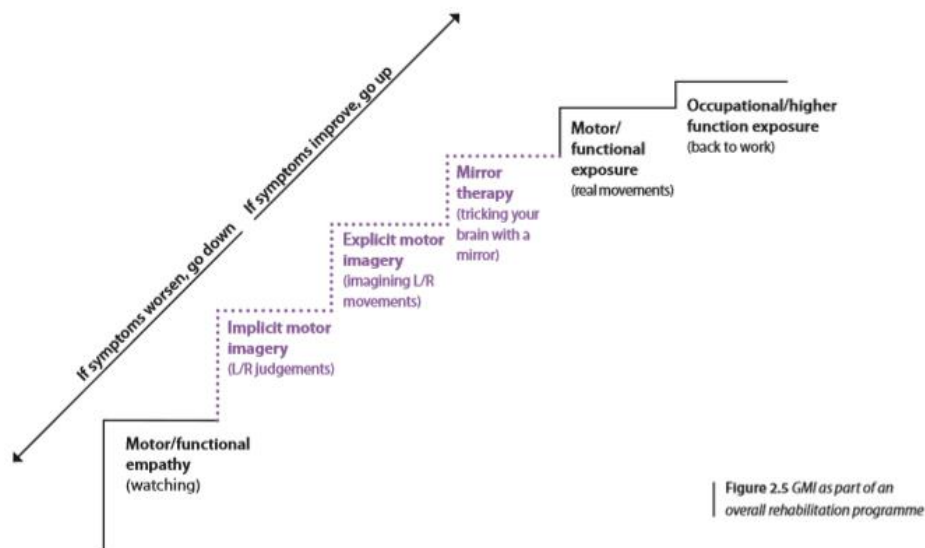 If symptoms worsen, go down
If symptoms improve, go up
Motor/functional
empathy
(watching)
Implicit motor
imagery
(L/R judgements)
Explicit motor
imagery
(imagining L/R
movements)
Mirror
therapy
(tricking your
brain with a
mirror)
Motor/
functional
exposure
(real movements)
Occupational/higher
function exposure
(back to work)
Figure 2.5 GMI as part of an
overall rehabilitation programme